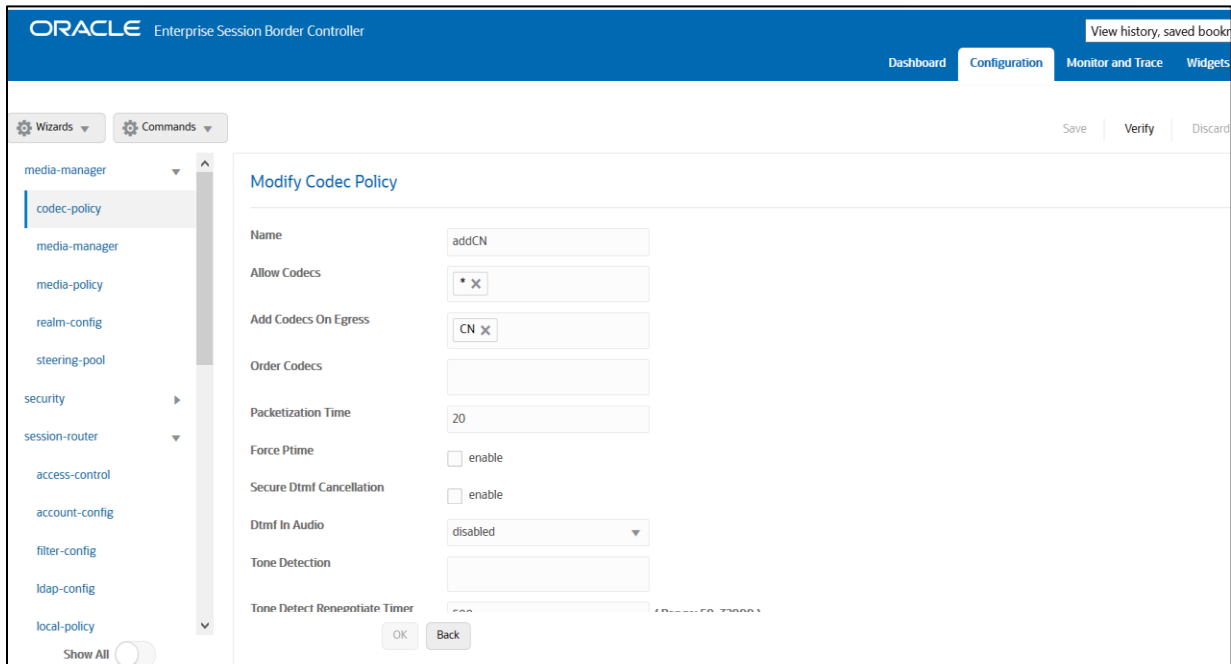 ORACLE Enterprise Session Border Controller
View history, saved bookr
Dashboard Configuration Monitor and Trace Widgets
Wizards Commands
Save Verify Discard
media-manager
codec-policy
media-manager
media-policy
realm-config
steering-pool
security
session-router
access-control
account-config
filter-config
ldap-config
local-policy
Show All
Modify Codec Policy
Name addCN
Allow Codecs * X
Add Codecs On Egress CN X
Order Codecs
Packetization Time 20
Force Ptime enable
Secure Dtmf Cancellation enable
Dtmf In Audio disabled
Tone Detection
Tone Detect Renegotiate Timer 500
OK Back